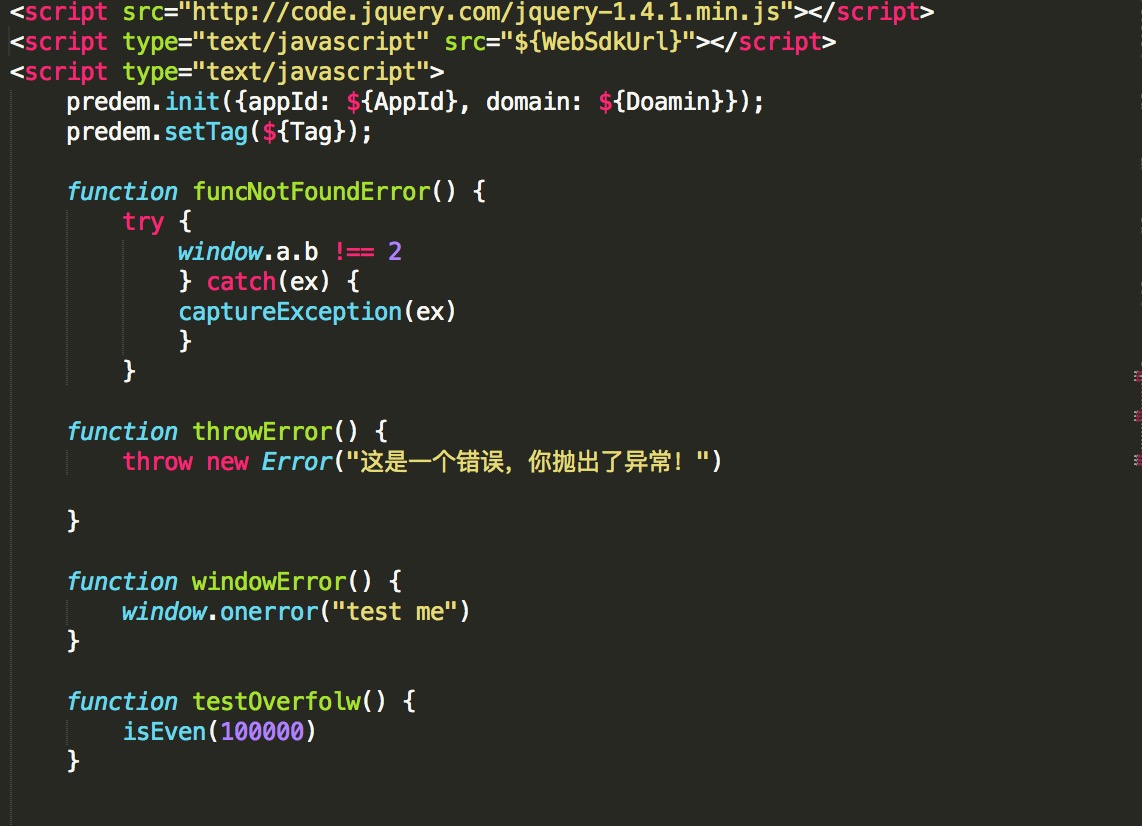 <script src="http://code.jquery.com/jquery-1.4.1.min.js"></script>
<script type="text/javascript" src="${WebSdkUrl}"></script>
<script type="text/javascript">
predem.init({appId: ${AppId}, domain: ${Doamin}});
predem.setTag(${Tag});
function funcNotFoundError() {
try {
window.a.b !== 2
} catch(ex) {
captureException(ex)
}
}
function throwError() {
throw new Error("这是一个错误，你抛出了异常！")
}
function windowError() {
window.onerror("test me")
}
function testOverfolw() {
isEven(100000)
}